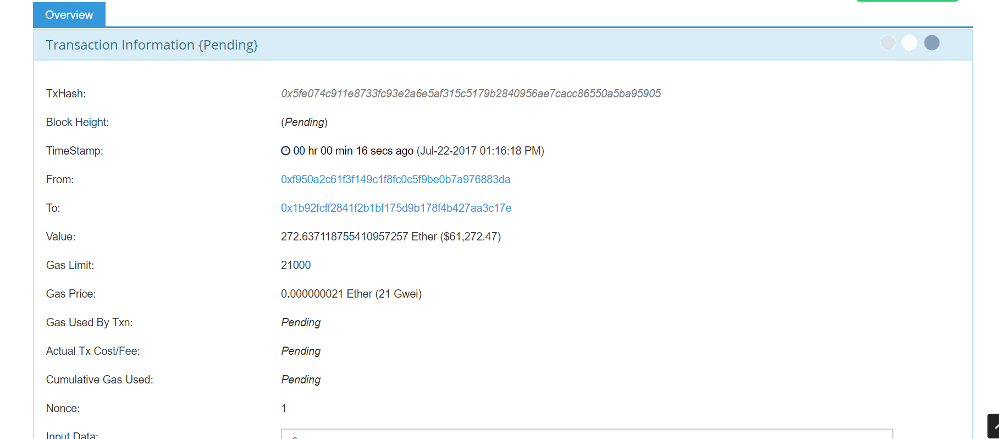 Overview
Transaction Information {Pending}
TxHash: 0x5fe074c911e8733fc93e2a6e5af315c5179b2840956ae7cacc86550a5ba95905
Block Height: (Pending)
TimeStamp: 00 hr 00 min 16 secs ago (Jul-22-2017 01:16:18 PM)
From: 0xf950a2c61f3f149c1f8fc0c5f9be0b7a976883da
To: 0x1b92fcff2841f2b1bf175d9b178f4b427aa3c17e
Value: 272.637118755410957257 Ether ($61,272.47)
Gas Limit: 21000
Gas Price: 0.000000021 Ether (21 Gwei)
Gas Used By Txn: Pending
Actual Tx Cost/Fee: Pending
Cumulative Gas Used: Pending
Nonce: 1
Input Data: